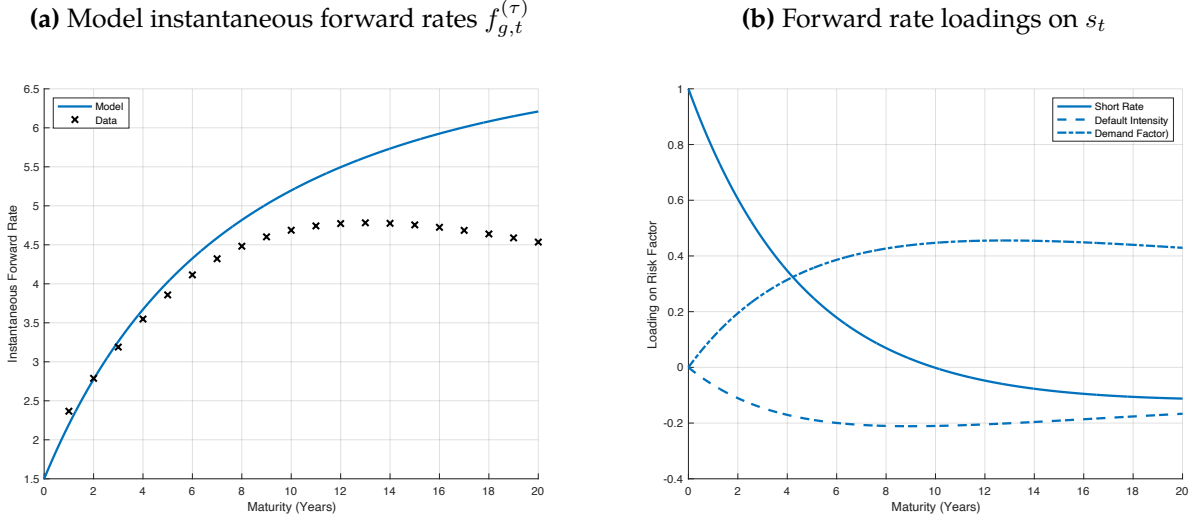 (a) Model instantaneous forward rates $f_{g,t}^{(\tau)}$
6.5
6
5.5
5
4.5
4
3.5
3
2.5
2
1.5
0 2 4 6 8 10 12 14 16 18 20
Instantaneous Forward Rate
Maturity (Years)
Model
Data
(b) Forward rate loadings on $s_t$
1
0.8
0.6
0.4
0.2
0
-0.2
-0.4
0 2 4 6 8 10 12 14 16 18 20
Loading on Risk Factor
Maturity (Years)
Short Rate
Default Intensity
Demand Factor)